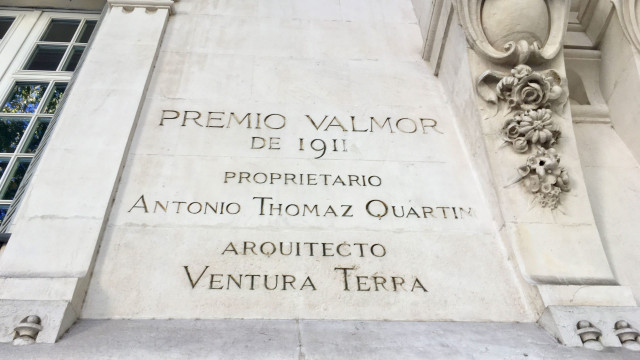 PREMIO VALMOR
DE 1911
PROPRIETARIO
ANTONIO THOMAZ QUARTIN
ARQUITECTO
VENTURA TERRA